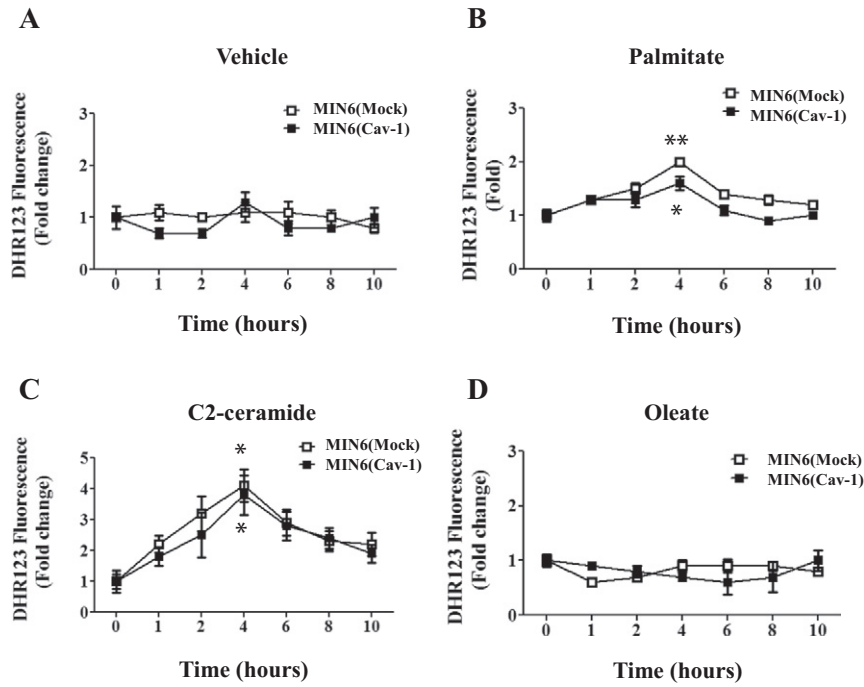 A
Vehicle
MIN6(Mock)
MIN6(Cav-1)
DHR123 Fluorescence
(Fold change)
3
2
1
0
0 1 2 4 6 8 10
Time (hours)
B
Palmitate
MIN6(Mock)
MIN6(Cav-1)
DHR123 Fluorescence
(Fold)
3
2
1
0
**
*
0 1 2 4 6 8 10
Time (hours)
C
C2-ceramide
MIN6(Mock)
MIN6(Cav-1)
DHR123 Fluorescence
(Fold change)
5
4
3
2
1
0
*
*
0 1 2 4 6 8 10
Time (hours)
D
Oleate
MIN6(Mock)
MIN6(Cav-1)
DHR123 Fluorescence
(Fold change)
3
2
1
0
0 1 2 4 6 8 10
Time (hours)